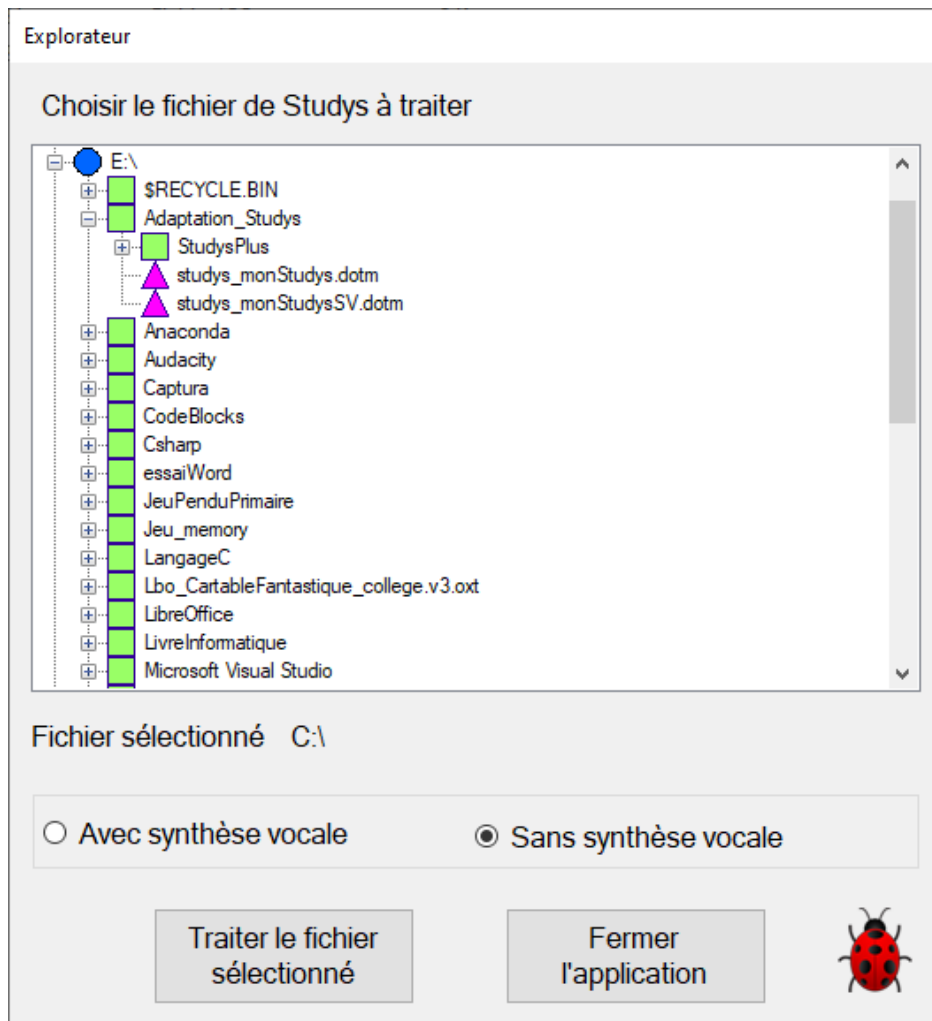 Explorateur
Choisir le fichier de Studys à traiter
E:\
$RECYCLE.BIN
Adaptation_Studys
StudysPlus
studys_monStudys.dotm
studys_monStudysSV.dotm
Anaconda
Audacity
Captura
CodeBlocks
Csharp
essaiWord
JeuPenduPrimaire
Jeu_memory
LangageC
Lbo_CartableFantastique_college.v3.oxt
LibreOffice
LivreInformatique
Microsoft Visual Studio
Fichier sélectionné C:\
Avec synthèse vocale Sans synthèse vocale
Traiter le fichier
sélectionné
Fermer
l'application